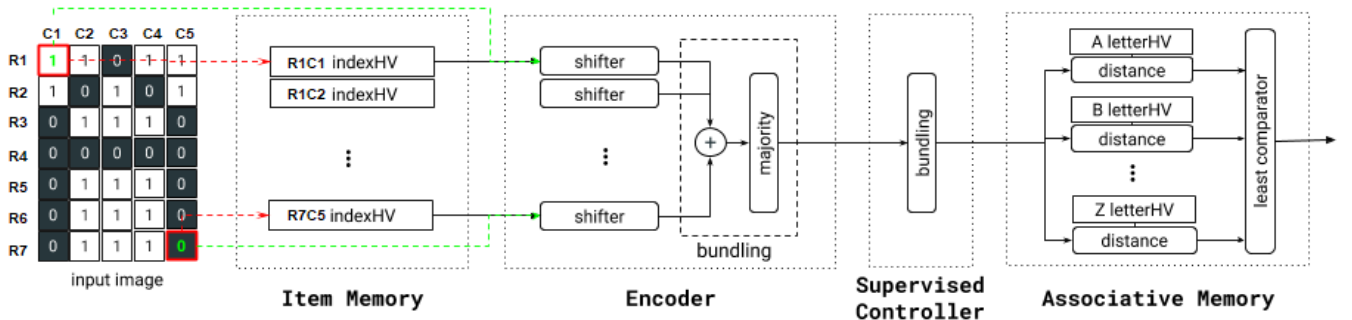 C1 C2 C3 C4 C5
R1 1 1 0 1 1
R2 1 0 1 0 1
R3 0 1 1 1 0
R4 0 0 0 0 0
R5 0 1 1 1 0
R6 0 1 1 1 0
R7 0 1 1 1 0
input image
R1C1 indexHV
R1C2 indexHV
R7C5 indexHV
Item Memory
shifter
shifter
shifter
+
majority
bundling
Encoder
bundling
Supervised
Controller
A letterHV
distance
B letterHV
distance
Z letterHV
distance
least comparator
Associative Memory